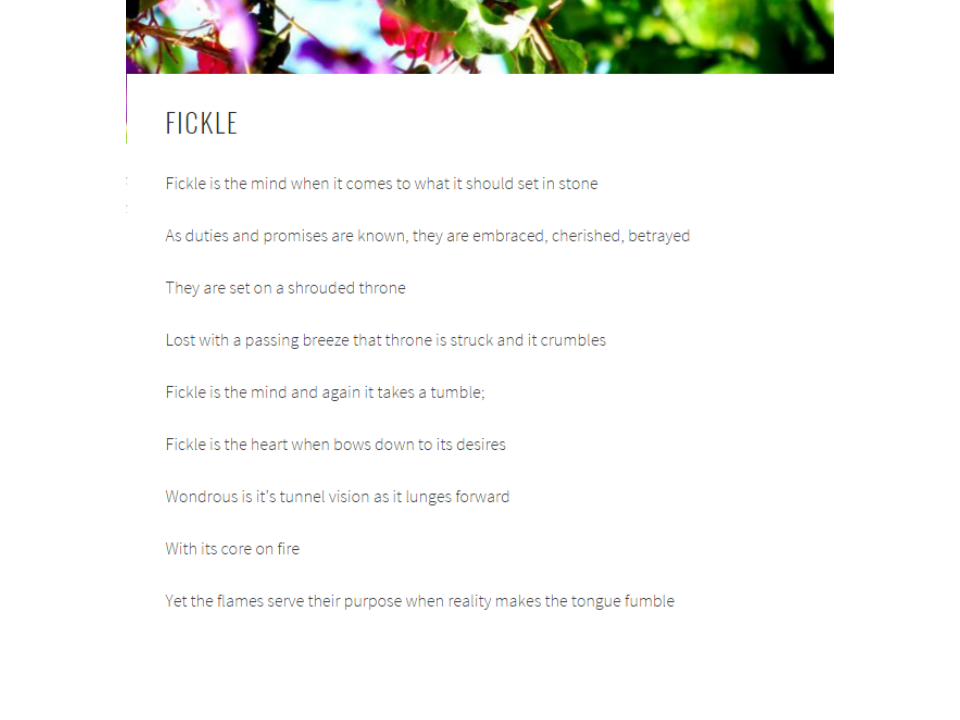 FICKLE
Fickle is the mind when it comes to what it should set in stone
As duties and promises are known, they are embraced, cherished, betrayed
They are set on a shrouded throne
Lost with a passing breeze that throne is struck and it crumbles
Fickle is the mind and again it takes a tumble;
Fickle is the heart when bows down to its desires
Wondrous is it's tunnel vision as it lunges forward
With its core on fire
Yet the flames serve their purpose when reality makes the tongue fumble